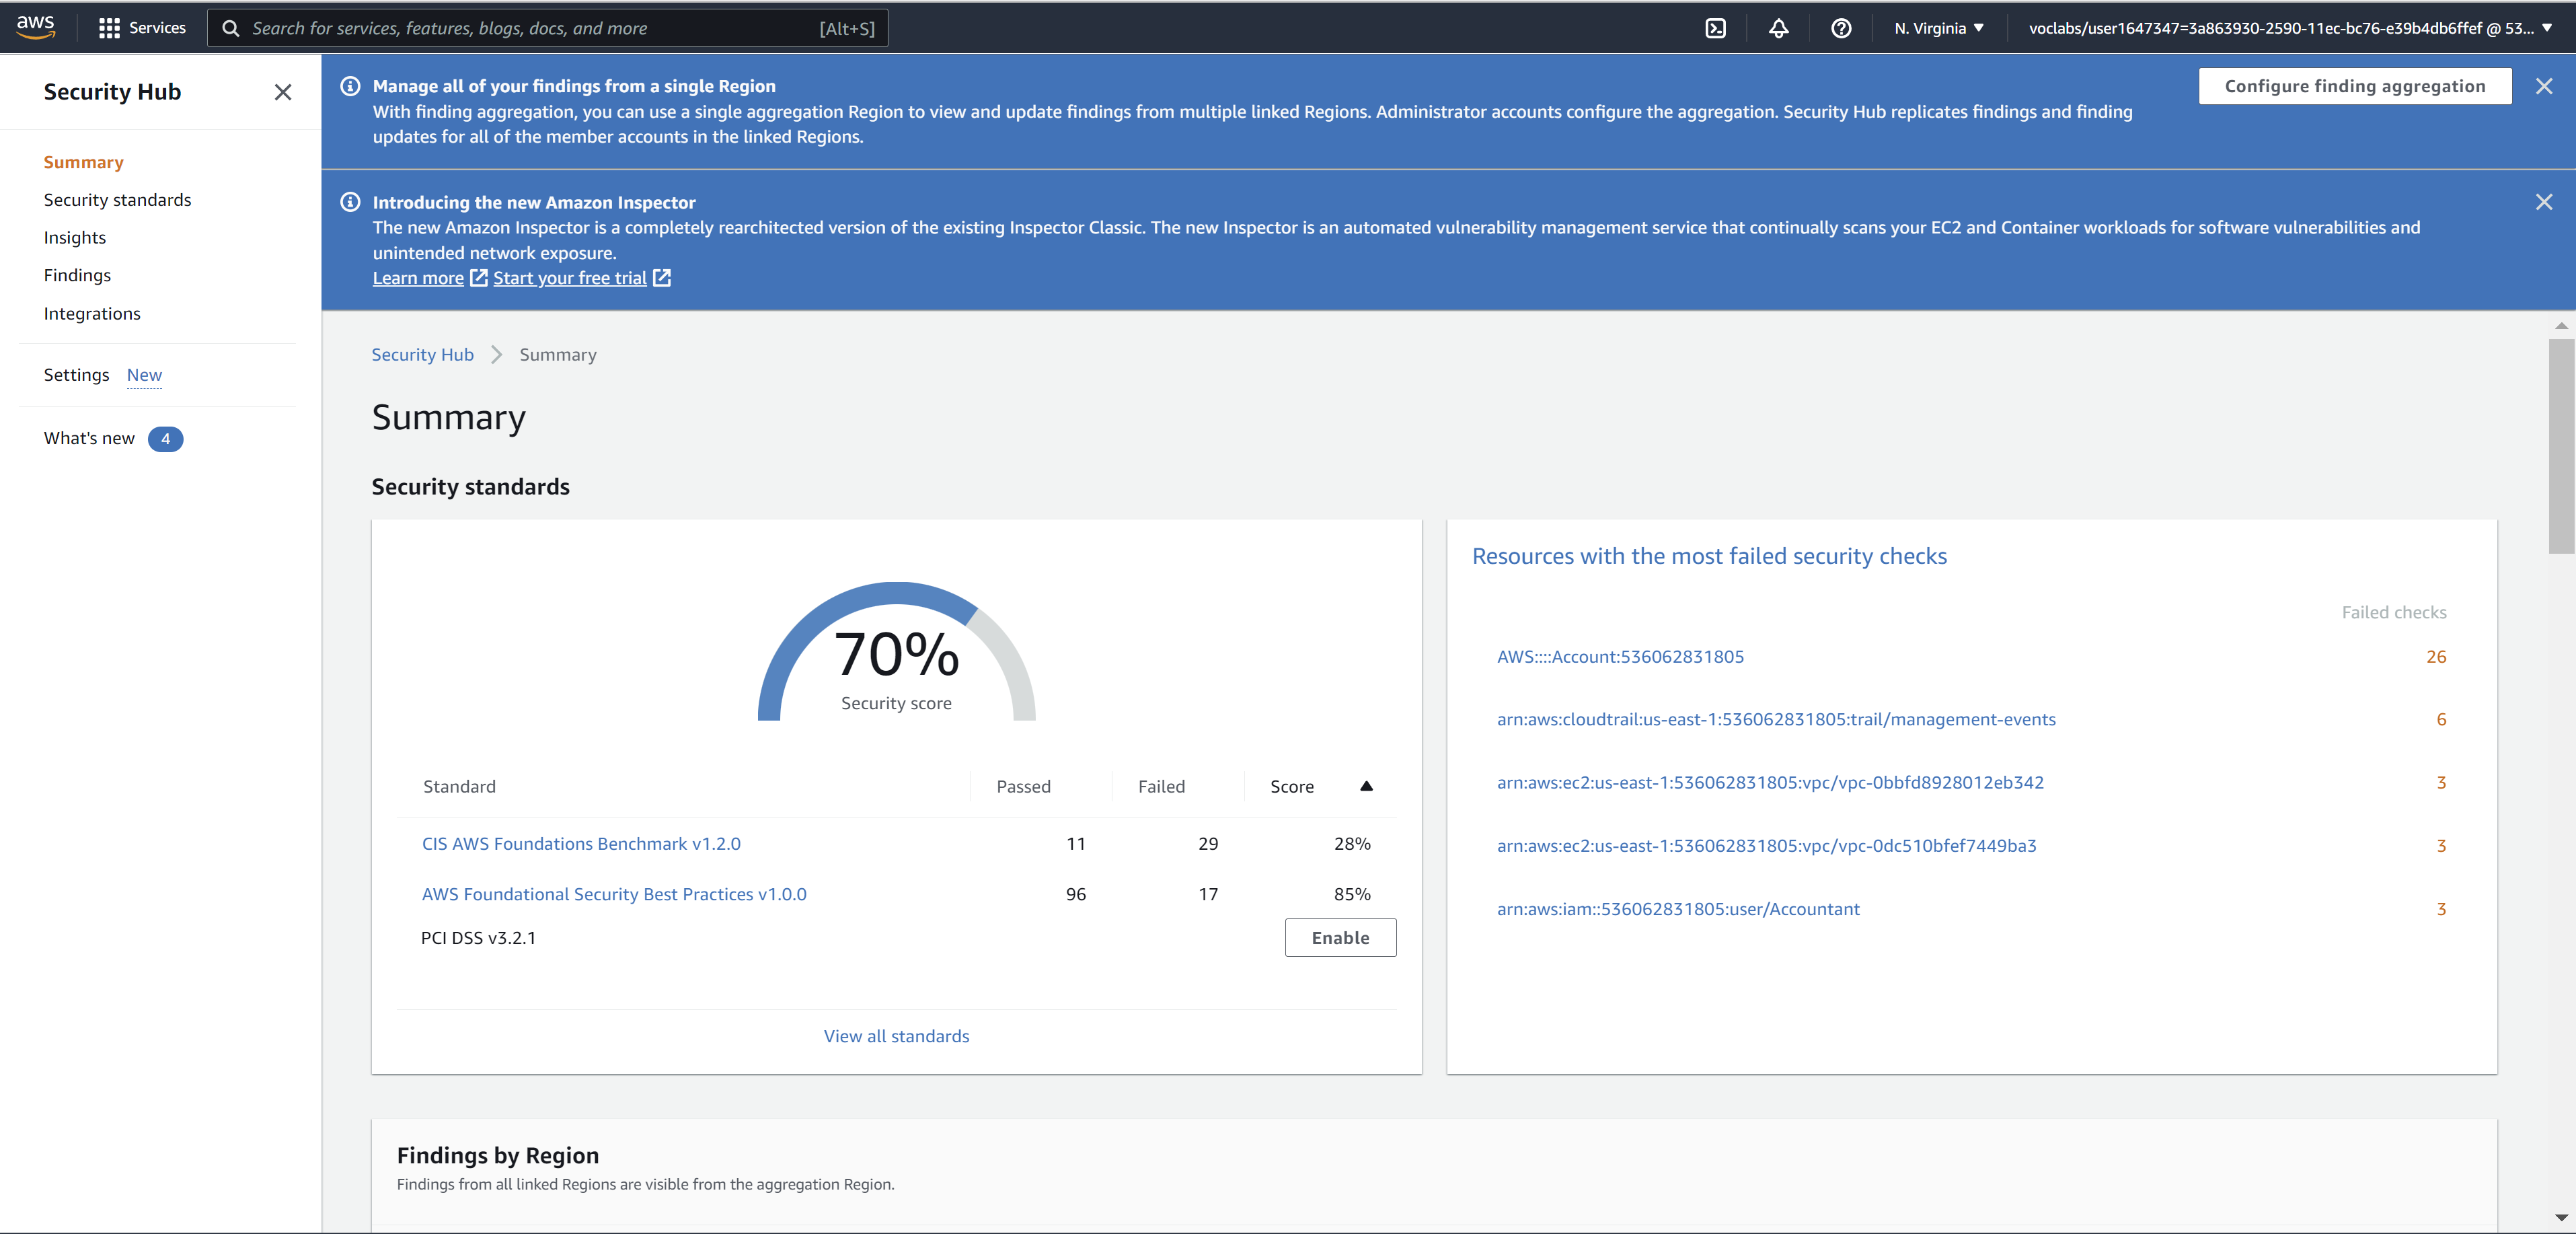 aws
Services
Search for services, features, blogs, docs, and more [Alt+S]
N. Virginia
voclabs/user1647347=3a863930-2590-11ec-bc76-e39b4db6ffef @ 53...
Security Hub
Summary
Security standards
Insights
Findings
Integrations
Settings New
What's new 4
Manage all of your findings from a single Region
With finding aggregation, you can use a single aggregation Region to view and update findings from multiple linked Regions. Administrator accounts configure the aggregation. Security Hub replicates findings and finding
updates for all of the member accounts in the linked Regions.
Configure finding aggregation
Introducing the new Amazon Inspector
The new Amazon Inspector is a completely rearchitected version of the existing Inspector Classic. The new Inspector is an automated vulnerability management service that continually scans your EC2 and Container workloads for software vulnerabilities and
unintended network exposure.
Learn more Start your free trial
Security Hub Summary
Summary
Security standards
70%
Security score
Standard Passed Failed Score
CIS AWS Foundations Benchmark v1.2.0 11 29 28%
AWS Foundational Security Best Practices v1.0.0 96 17 85%
PCI DSS v3.2.1 Enable
View all standards
Resources with the most failed security checks
Failed checks
AWS::::Account:536062831805 26
arn:aws:cloudtrail:us-east-1:536062831805:trail/management-events 6
arn:aws:ec2:us-east-1:536062831805:vpc/vpc-0bbfd8928012eb342 3
arn:aws:ec2:us-east-1:536062831805:vpc/vpc-0dc510bfef7449ba3 3
arn:aws:iam::536062831805:user/Accountant 3
Findings by Region
Findings from all linked Regions are visible from the aggregation Region.